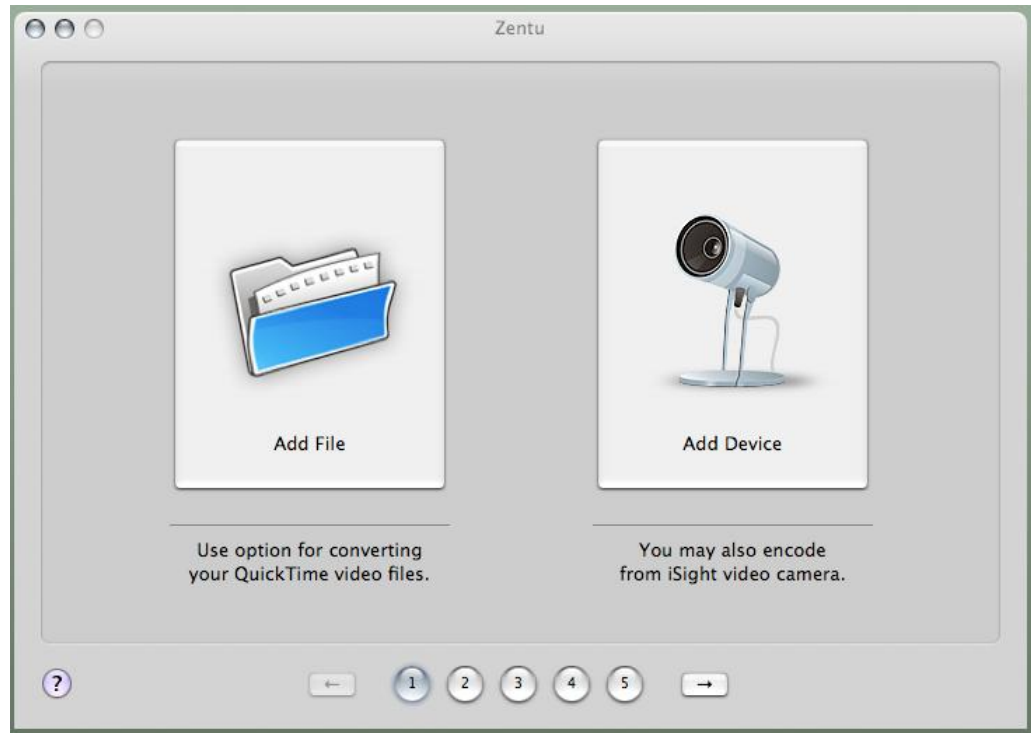 Zentu
Add File
Add Device
Use option for converting
your QuickTime video files.
You may also encode
from iSight video camera.
? ← 1 2 3 4 5 →